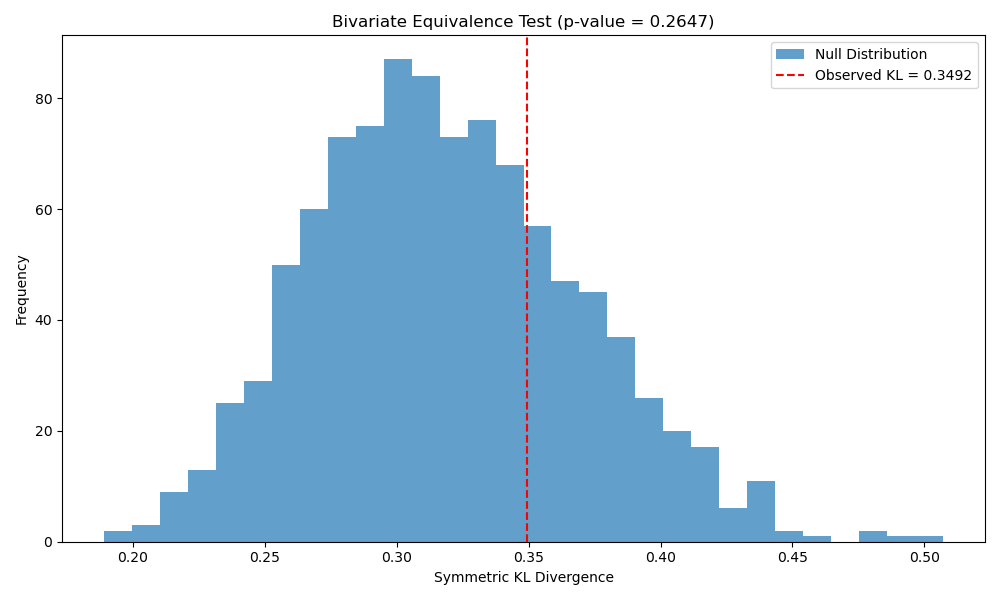 Bivariate Equivalence Test (p-value = 0.2647)
Null Distribution
Observed KL = 0.3492
Frequency
80
60
40
20
0
0.20 0.25 0.30 0.35 0.40 0.45 0.50
Symmetric KL Divergence